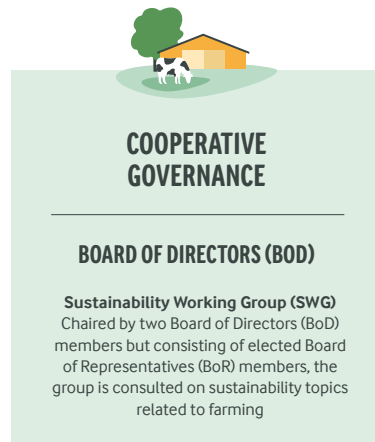 COOPERATIVE
GOVERNANCE
BOARD OF DIRECTORS (BOD)
Sustainability Working Group (SWG)
Chaired by two Board of Directors (BoD)
members but consisting of elected Board
of Representatives (BoR) members, the
group is consulted on sustainability topics
related to farming